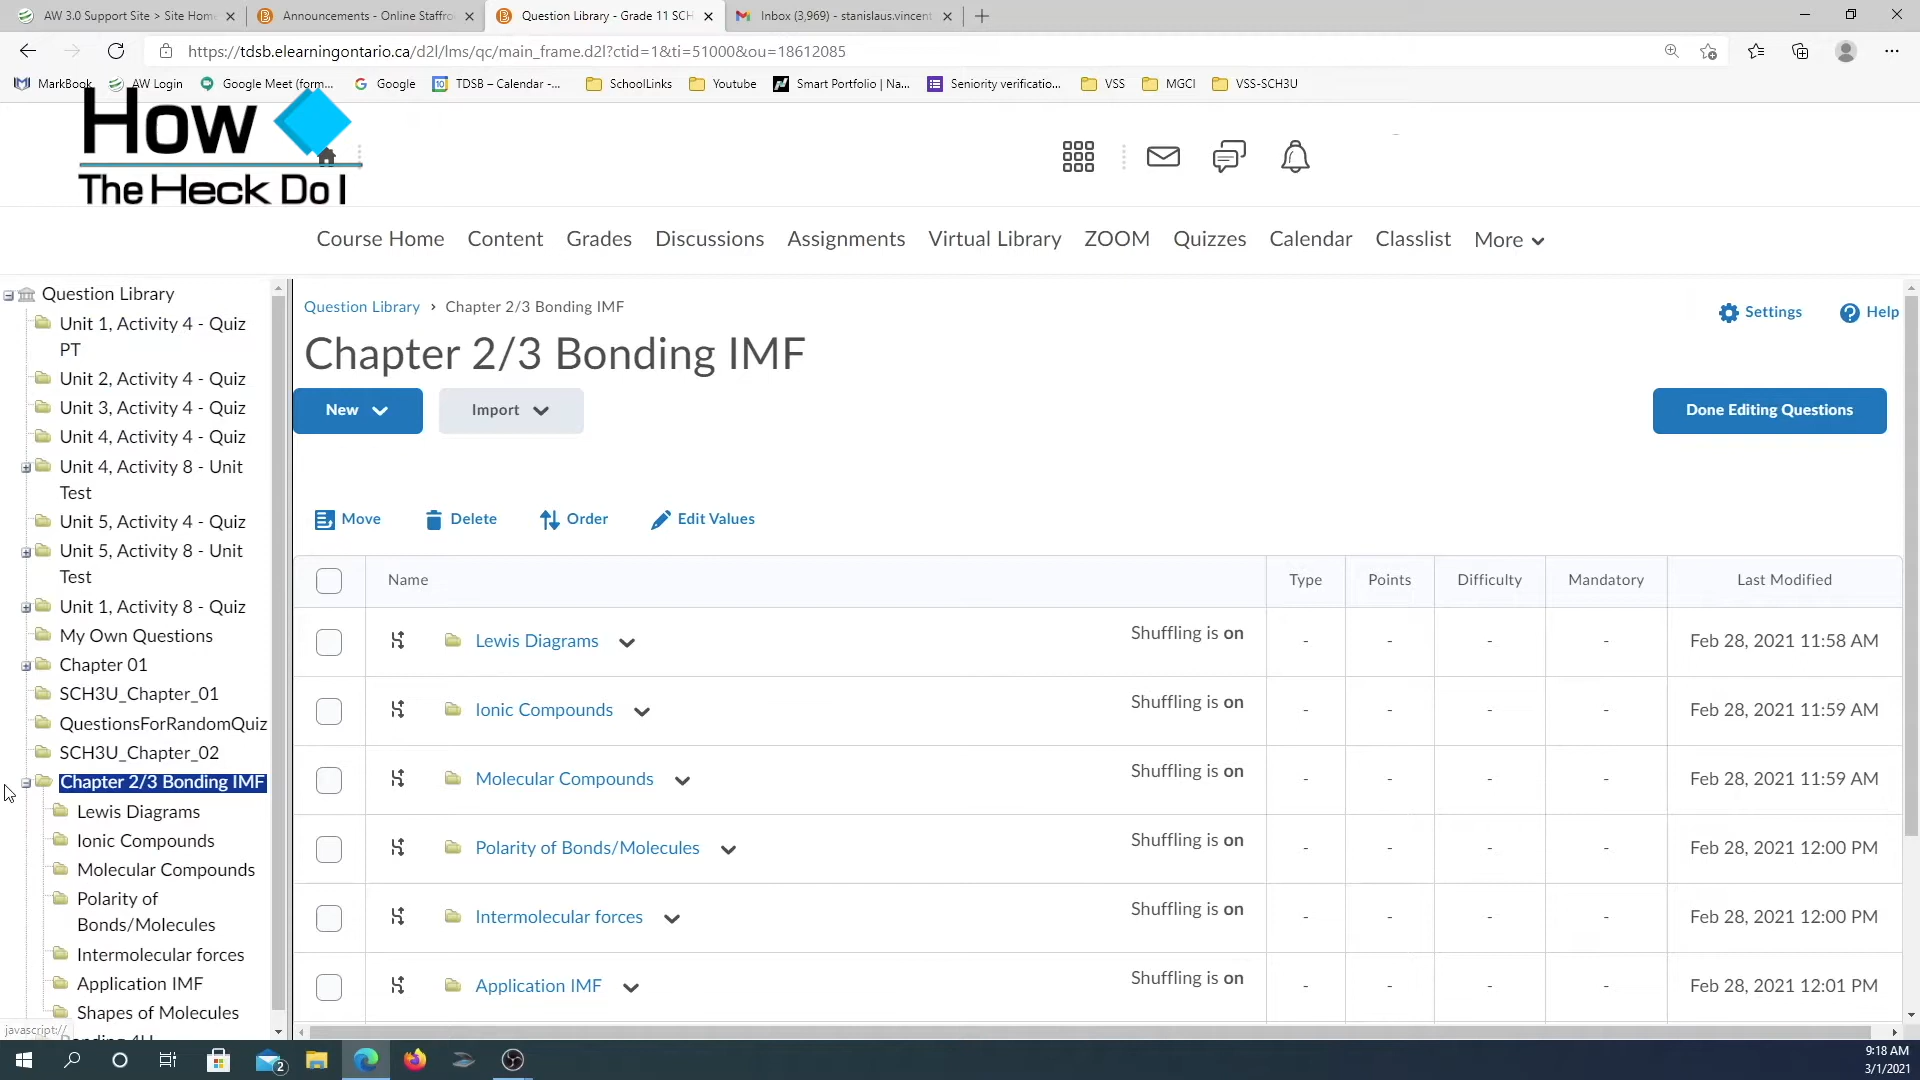 AW 3.0 Support Site > Site Home
Announcements - Online Staffro
Question Library - Grade 11 SCH
Inbox (3,969) - stanislaus.vincent
https://tdsb.elearningontario.ca/d2l/lms/qc/main_frame.d2l?ctid=1&ti=51000&ou=18612085
MarkBook
AW Login
Google Meet (form...
Google
TDSB – Calendar -...
SchoolLinks
Youtube
Smart Portfolio | Na...
Seniority verificatio...
VSS
MGCI
VSS-SCH3U
How
The Heck Do I
Course Home
Content
Grades
Discussions
Assignments
Virtual Library
ZOOM
Quizzes
Calendar
Classlist
More
Question Library
Unit 1, Activity 4 - Quiz
PT
Unit 2, Activity 4 - Quiz
Unit 3, Activity 4 - Quiz
Unit 4, Activity 4 - Quiz
Unit 4, Activity 8 - Unit
Test
Unit 5, Activity 4 - Quiz
Unit 5, Activity 8 - Unit
Test
Unit 1, Activity 8 - Quiz
My Own Questions
Chapter 01
SCH3U_Chapter_01
QuestionsForRandomQuiz
SCH3U_Chapter_02
Chapter 2/3 Bonding IMF
Lewis Diagrams
Ionic Compounds
Molecular Compounds
Polarity of
Bonds/Molecules
Intermolecular forces
Application IMF
Shapes of Molecules
javascript://
Question Library › Chapter 2/3 Bonding IMF
Settings
Help
Chapter 2/3 Bonding IMF
New
Import
Done Editing Questions
Move
Delete
Order
Edit Values
Name Type Points Difficulty Mandatory Last Modified
Lewis Diagrams Shuffling is on - - - - Feb 28, 2021 11:58 AM
Ionic Compounds Shuffling is on - - - - Feb 28, 2021 11:59 AM
Molecular Compounds Shuffling is on - - - - Feb 28, 2021 11:59 AM
Polarity of Bonds/Molecules Shuffling is on - - - - Feb 28, 2021 12:00 PM
Intermolecular forces Shuffling is on - - - - Feb 28, 2021 12:00 PM
Application IMF Shuffling is on - - - - Feb 28, 2021 12:01 PM
2
9:18 AM
3/1/2021